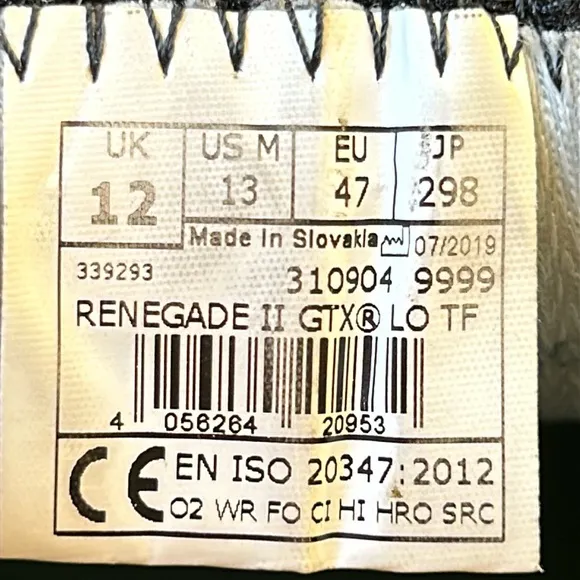 UK US M EU JP
12 13 47 298
Made In Slovakia 07/2019
339293 310904 9999
RENEGADE II GTX® LO TF
4 056264 20953
CE EN ISO 20347:2012
O2 WR FO CI HI HRO SRC